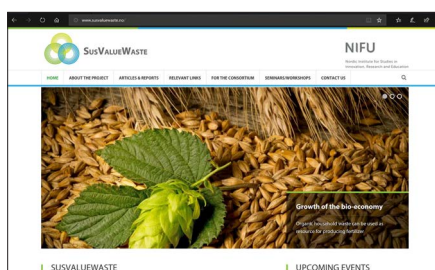 www.susvaluewaste.no/
SusValueWaste
NIFU
Nordic Institute for Studies in
Innovation, Research and Education
HOME ABOUT THE PROJECT ARTICLES & REPORTS RELEVANT LINKS FOR THE CONSORTIUM SEMINARS/WORKSHOPS CONTACT US
Growth of the bio-economy
Organic household waste can be used as
resource for producing fertilizer
SUSVALUEWASTE
UPCOMING EVENTS